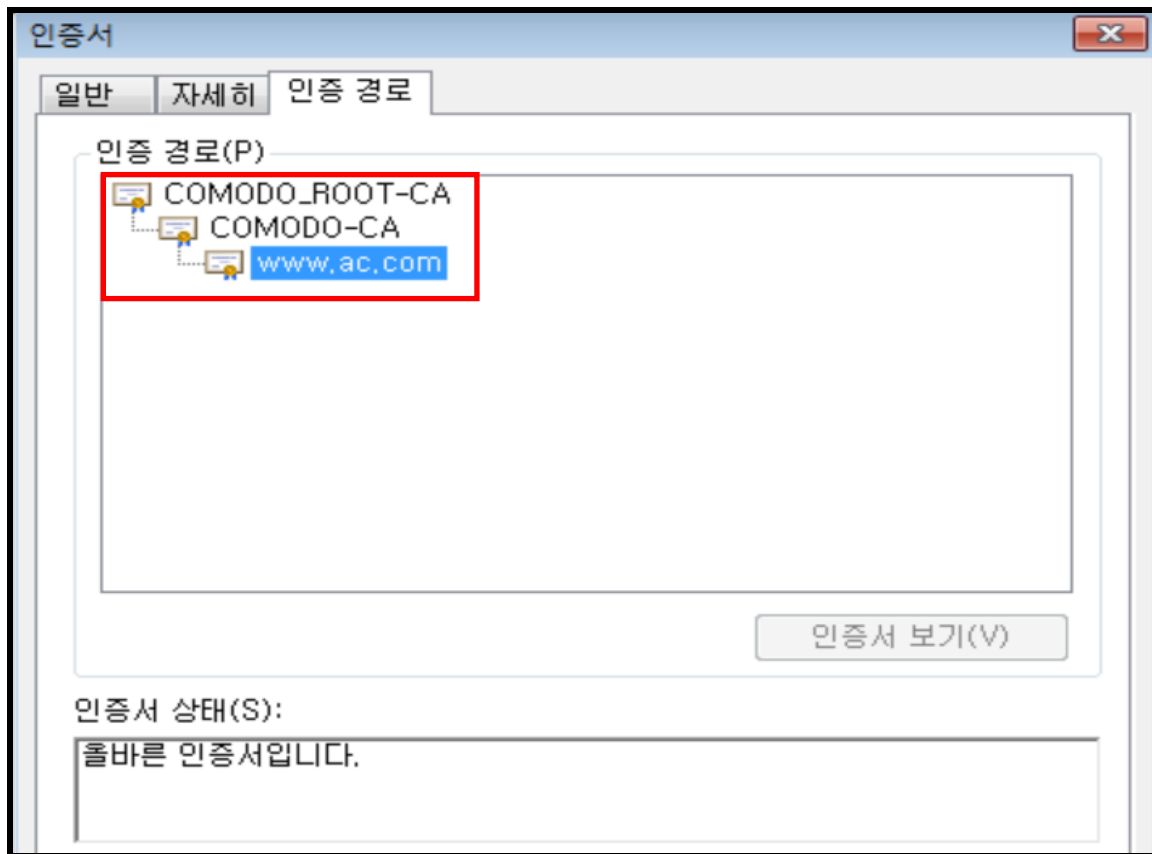 인증서
일반 자세히 인증 경로
인증 경로(P)
COMODO_ROOT-CA
COMODO-CA
www.ac.com
인증서 보기(V)
인증서 상태(S):
올바른 인증서입니다.